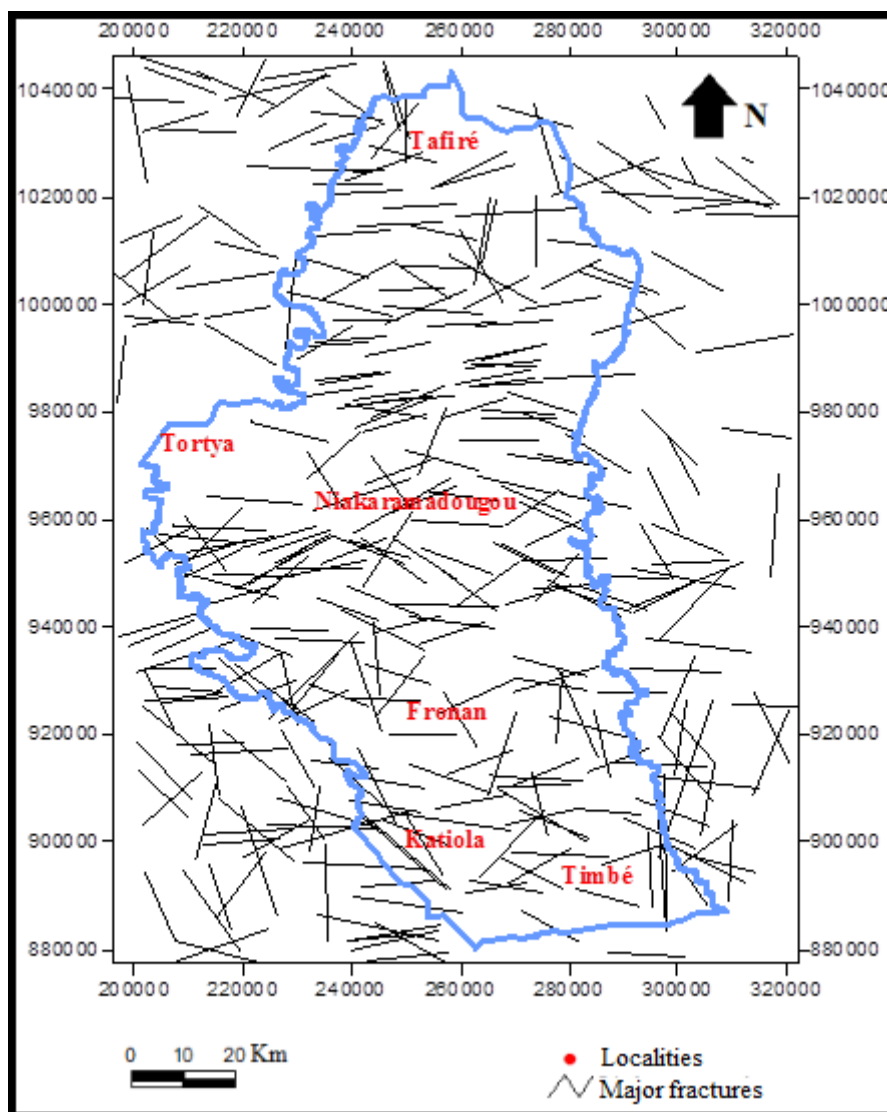 200000 220000 240000 260000 280000 300000 320000
1040000 1040000
N
Tafiré
1020000 1020000
1000000 1000000
980000 980000
Tortya
Niakaramadougou
960000 960000
940000 940000
Fronan
920000 920000
Katiola
900000 900000
Timbé
880000 880000
200000 220000 240000 260000 280000 300000 320000
0 10 20 Km
Localities
Major fractures